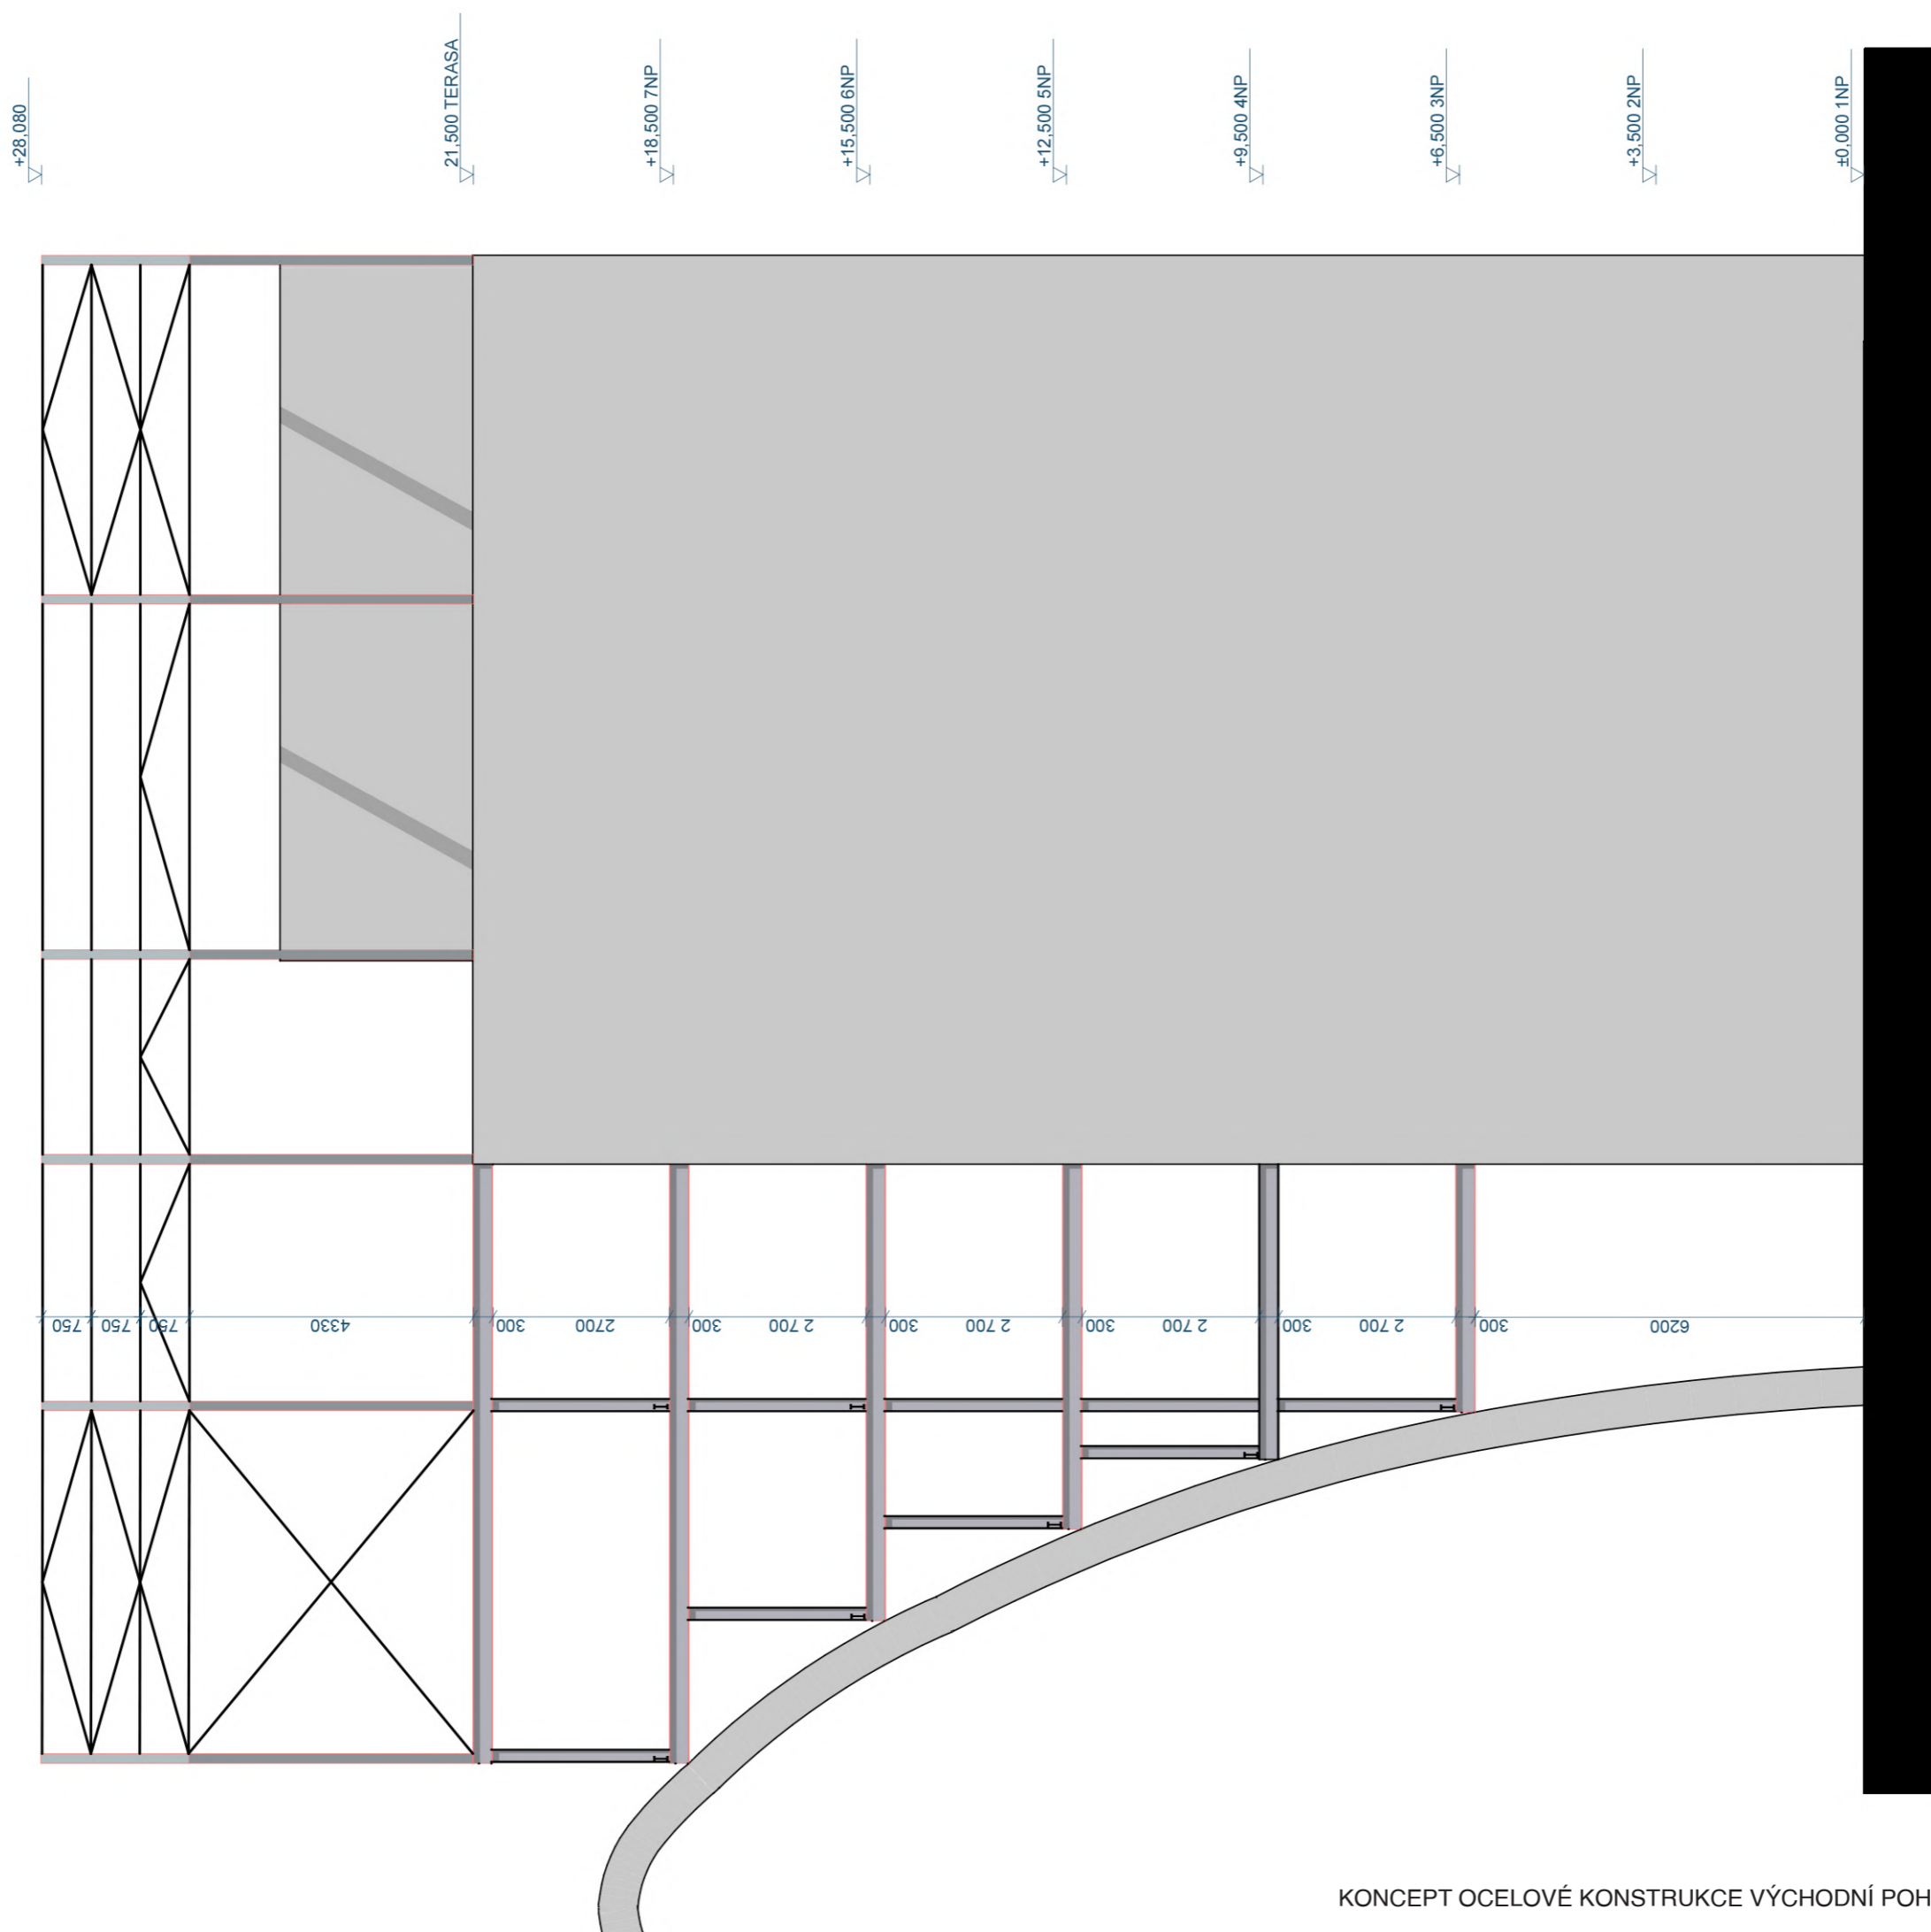 +28,080
21,500 TERASA
+18,500 7NP
+15,500 6NP
+12,500 5NP
+9,500 4NP
+6,500 3NP
+3,500 2NP
±0,000 1NP
750
750
750
4330
300
2700
300
2 700
300
2 700
300
2 700
300
2 700
300
6200
KONCEPT OCELOVÉ KONSTRUKCE VÝCHODNÍ POH